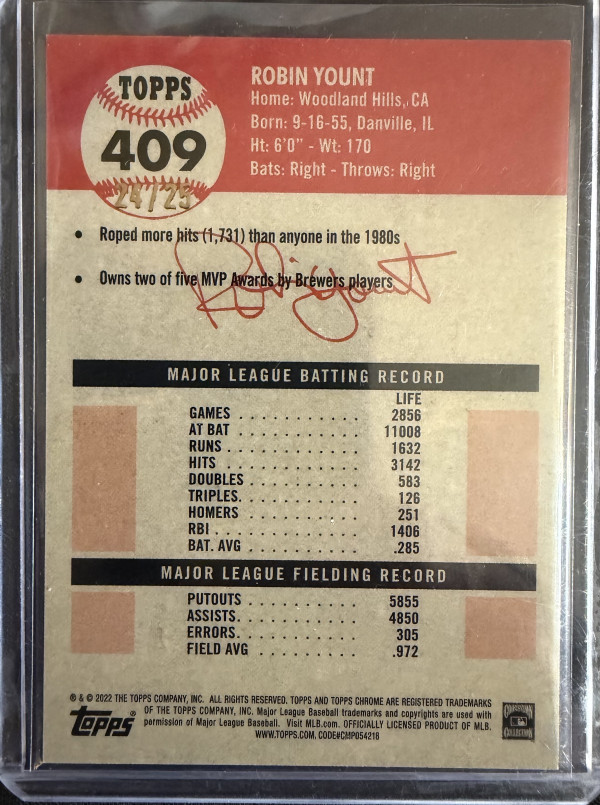 TOPPS
409
24/25
ROBIN YOUNT
Home: Woodland Hills, CA
Born: 9-16-55, Danville, IL
Ht: 6'0" - Wt: 170
Bats: Right - Throws: Right
• Roped more hits (1,731) than anyone in the 1980s
• Owns two of five MVP Awards by Brewers players
Robin Yount
MAJOR LEAGUE BATTING RECORD
LIFE
GAMES . . . . . . . . . . . 2856
AT BAT . . . . . . . . . . . 11008
RUNS . . . . . . . . . . . . 1632
HITS . . . . . . . . . . . . 3142
DOUBLES . . . . . . . . . . 583
TRIPLES. . . . . . . . . . . 126
HOMERS . . . . . . . . . . 251
RBI . . . . . . . . . . . . . 1406
BAT. AVG . . . . . . . . . . .285
MAJOR LEAGUE FIELDING RECORD
PUTOUTS . . . . . . . . . . 5855
ASSISTS. . . . . . . . . . . 4850
ERRORS. . . . . . . . . . . 305
FIELD AVG . . . . . . . . . .972
® & © 2022 THE TOPPS COMPANY, INC. ALL RIGHTS RESERVED. TOPPS AND TOPPS CHROME ARE REGISTERED TRADEMARKS
OF THE TOPPS COMPANY, INC. Major League Baseball trademarks and copyrights are used with
permission of Major League Baseball. Visit MLB.com. OFFICIALLY LICENSED PRODUCT OF MLB.
WWW.TOPPS.COM. CODE#CMP054218
topps®
COOPERSTOWN
COLLECTION